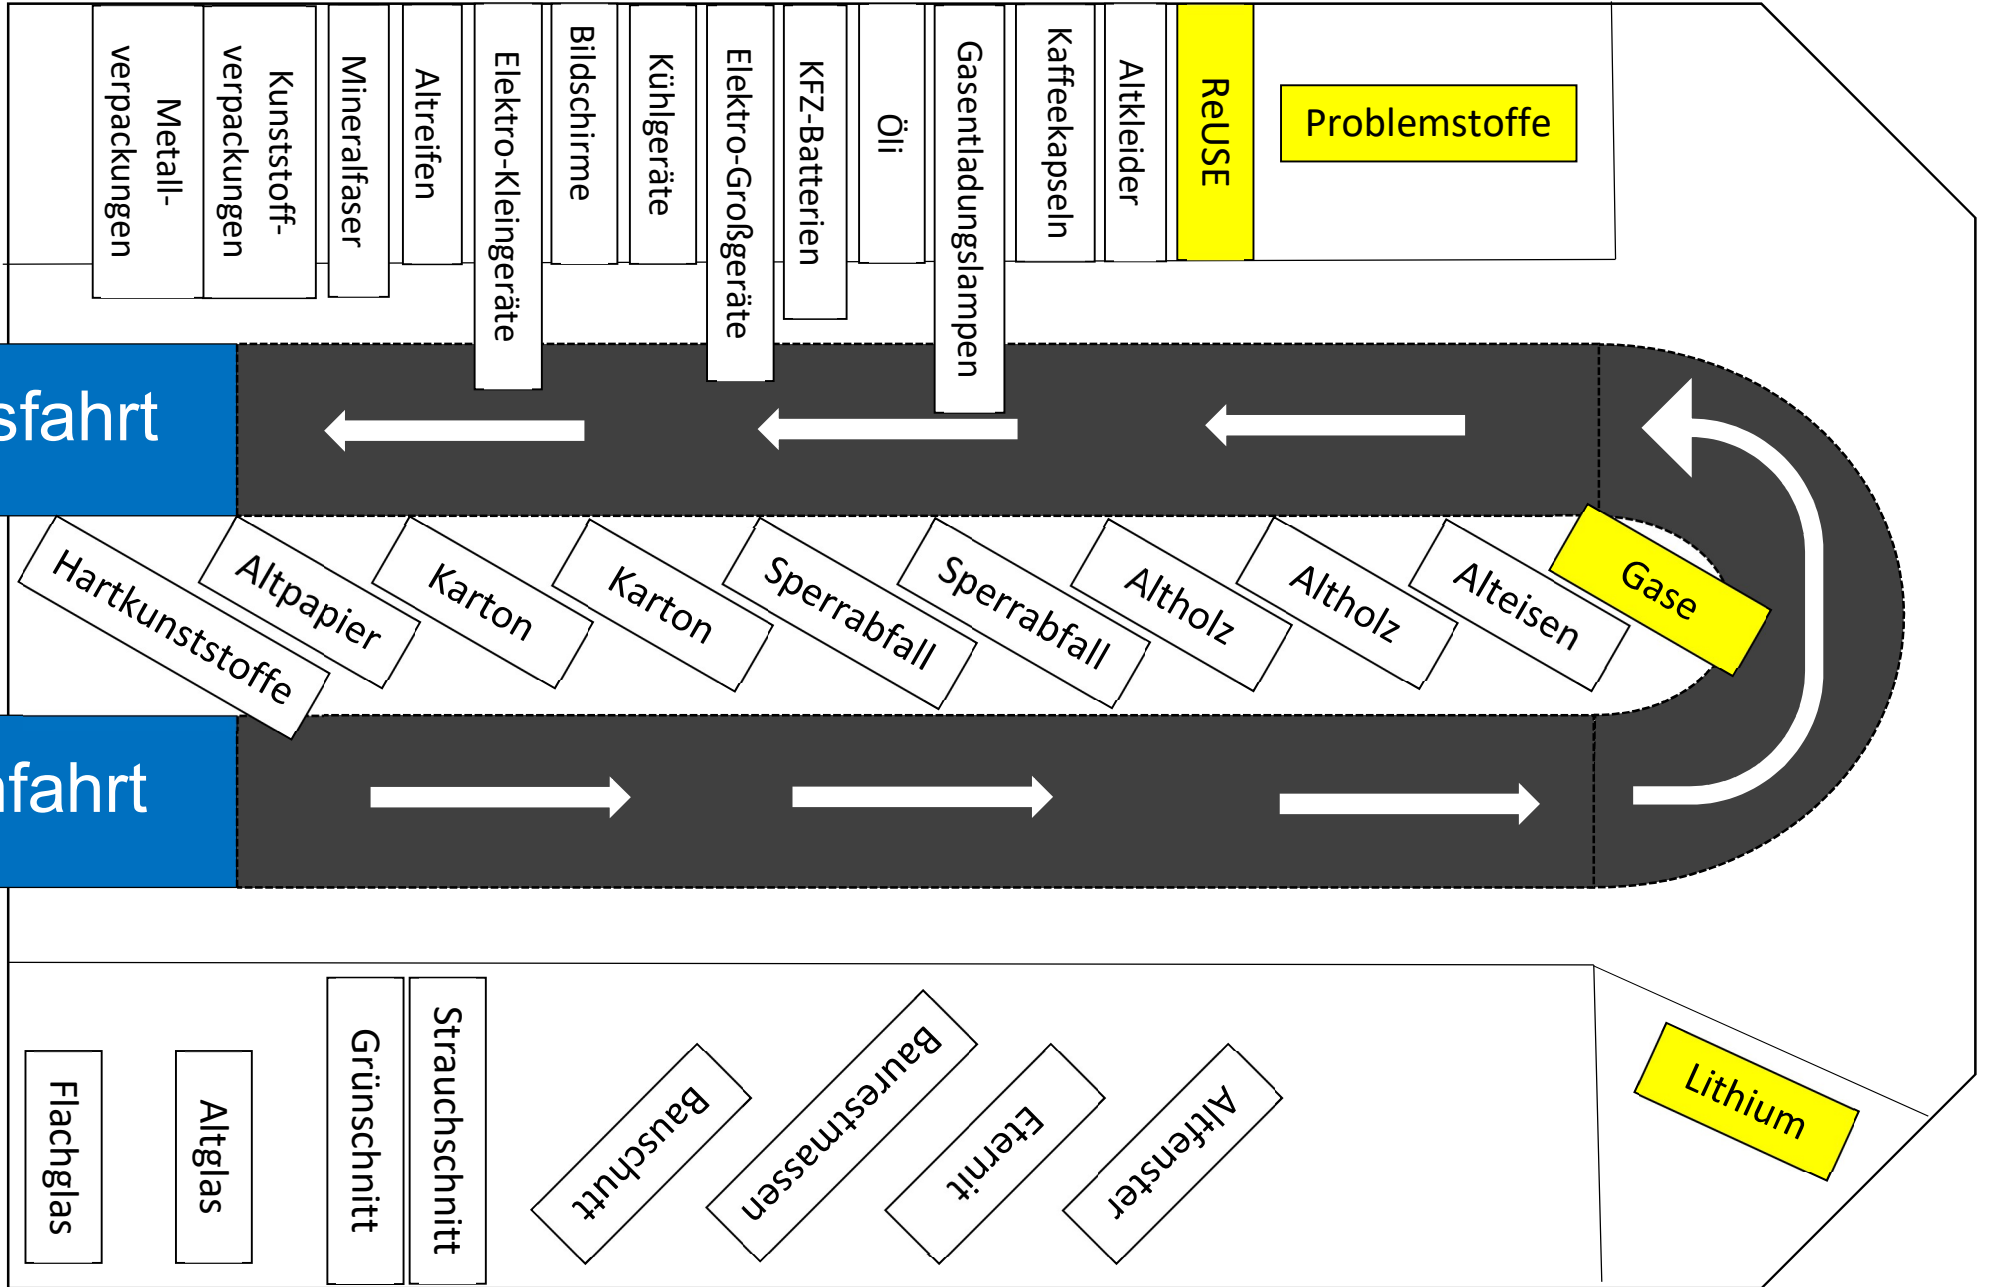 Metall-
verpackungen
Kunststoff-
verpackungen
Mineralfaser
Altreifen
Elektro-Kleingeräte
Bildschirme
Kühlgeräte
Elektro-Großgeräte
KFZ-Batterien
Öli
Gasentladungslampen
Kaffeekapseln
Altkleider
ReUSE
Problemstoffe
sfahrt
Hartkunststoffe
Altpapier
Karton
Karton
Sperrabfall
Sperrabfall
Altholz
Altholz
Alteisen
Gase
nfahrt
Flachglas
Altglas
Grünschnitt
Strauchschnitt
Bauschutt
Baurestmassen
Eternit
Altfenster
Lithium